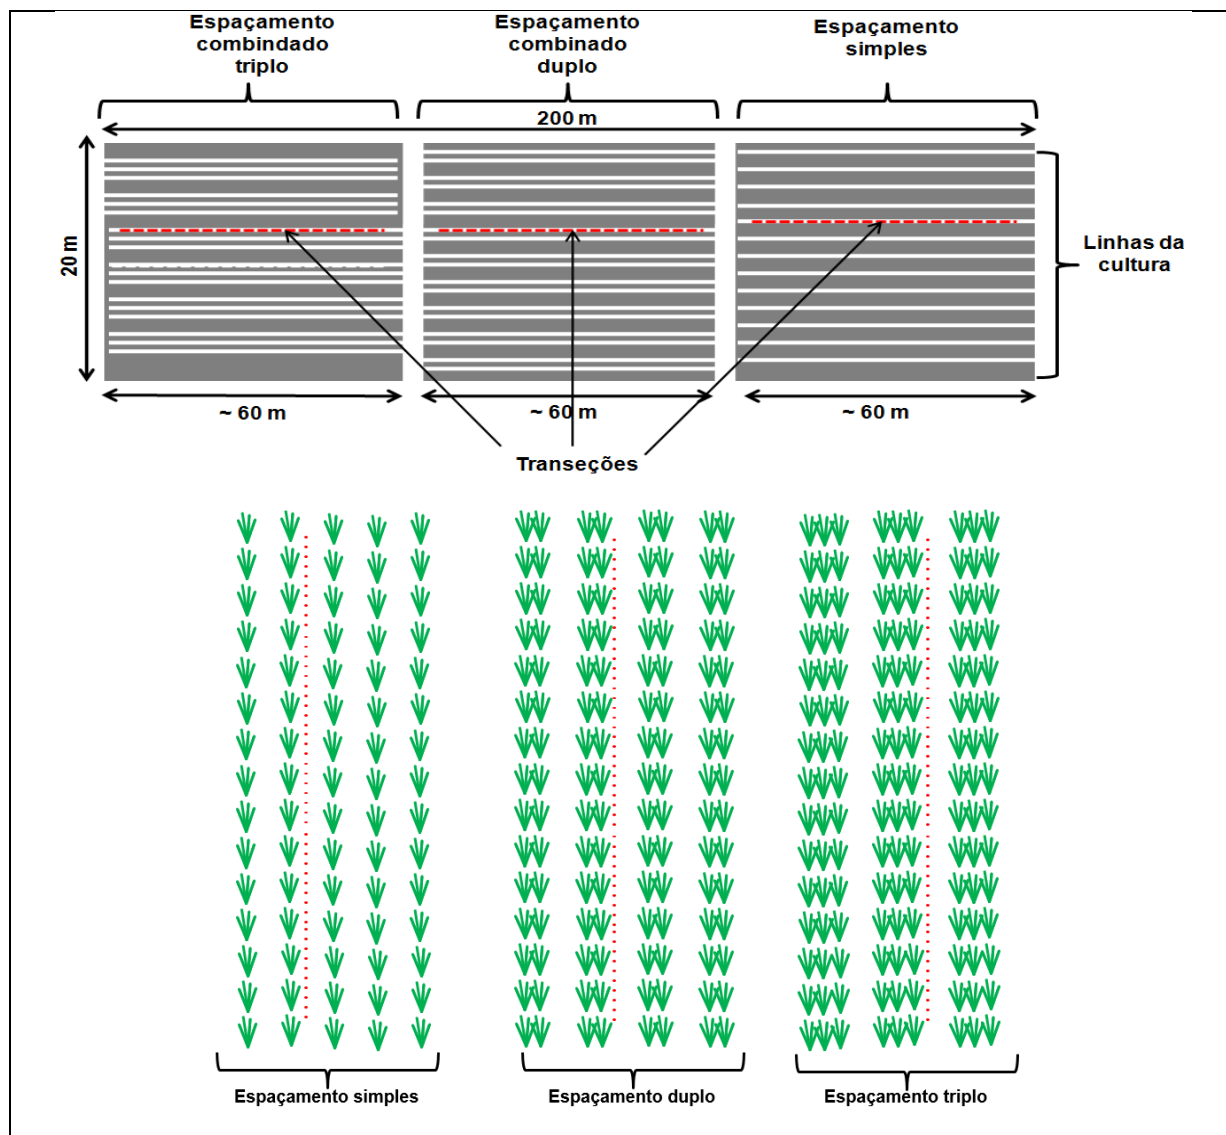 Espaçamento
combindado
triplo
Espaçamento
combinado
duplo
Espaçamento
simples
200 m
20 m
Linhas da
cultura
~ 60 m
~ 60 m
~ 60 m
Transeções
Espaçamento simples
Espaçamento duplo
Espaçamento triplo